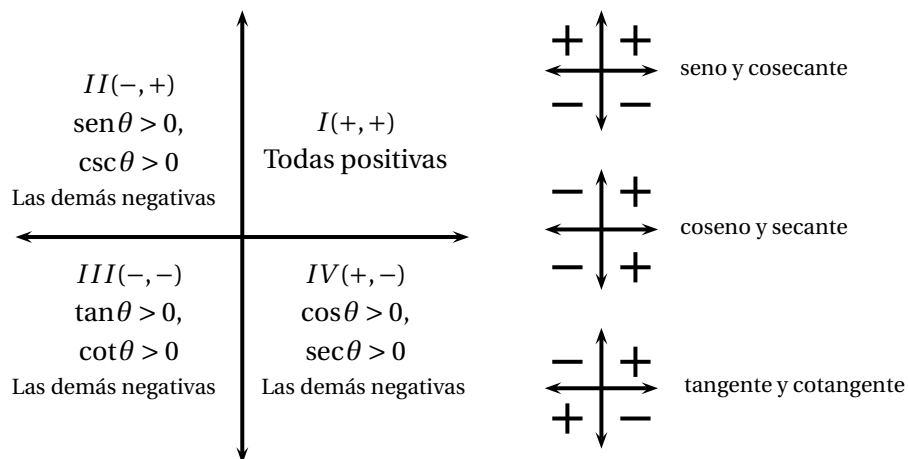 II(−,+)
sen θ > 0,
csc θ > 0
Las demás negativas
I(+,+)
Todas positivas
III(−,−)
tan θ > 0,
cot θ > 0
Las demás negativas
IV(+,−)
cos θ > 0,
sec θ > 0
Las demás negativas
+ +
− −
seno y cosecante
− +
− +
coseno y secante
− +
+ −
tangente y cotangente